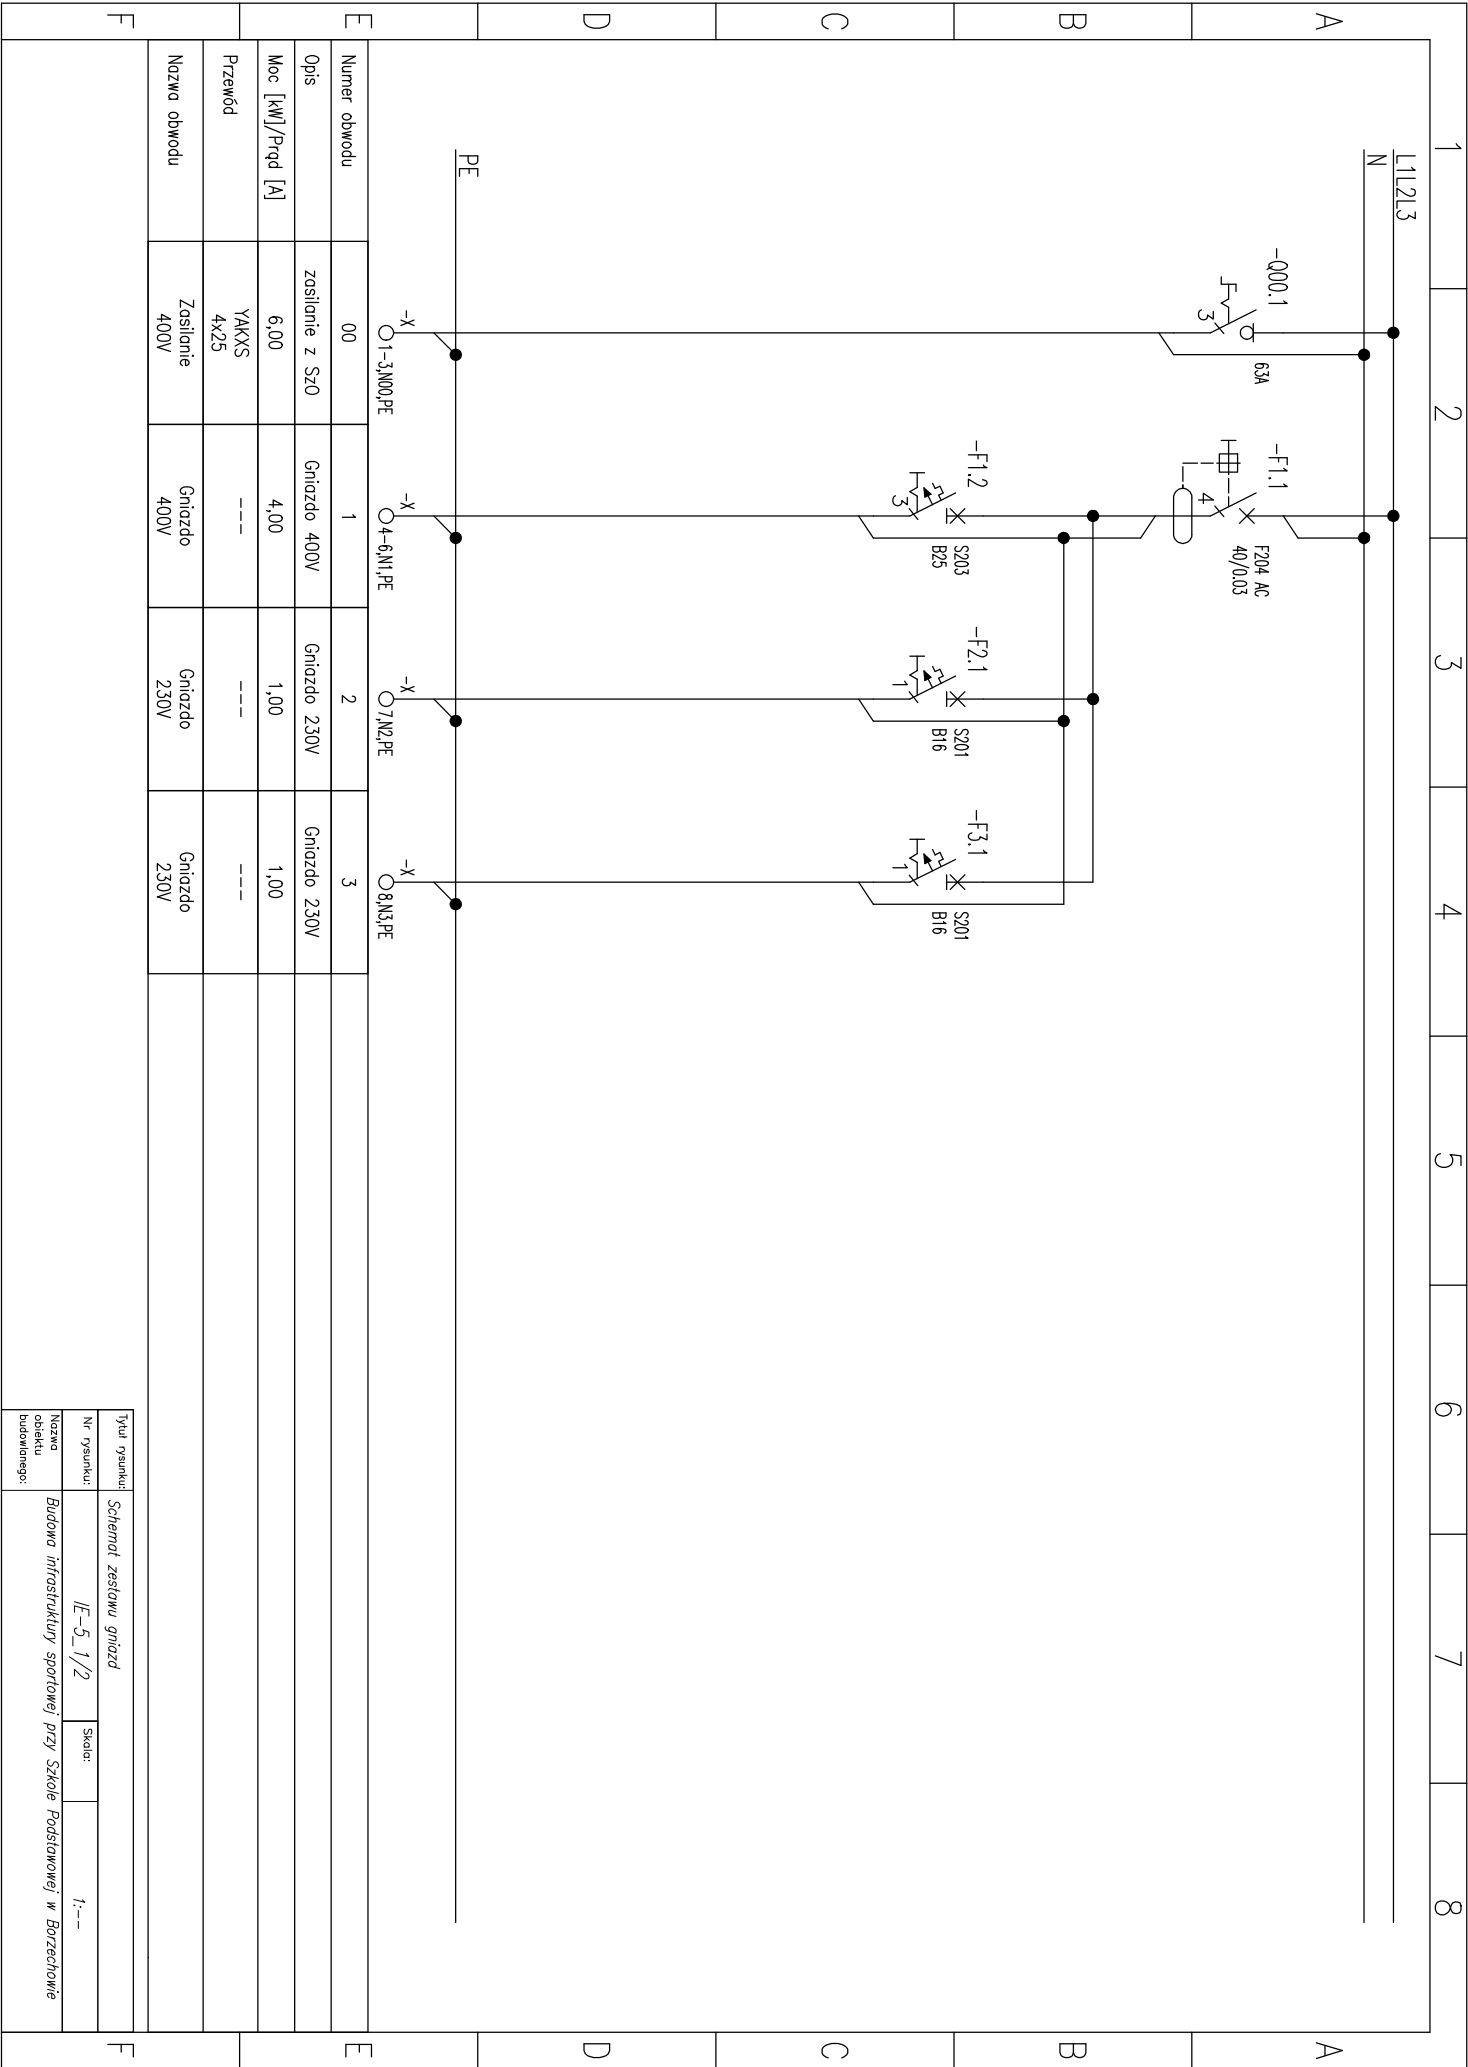 1 2 3 4 5 6 7 8
A A
B B
C C
D D
E E
F F
L1L2L3
N
-Q00.1
3
63A
-F1.1
4
F204 AC
40/0.03
-F1.2
3
S203
B25
-F2.1
1
S201
B16
-F3.1
1
S201
B16
PE
-X
1-3,N00,PE
-X
4-6,N1,PE
-X
7,N2,PE
-X
8,N3,PE
Numer obwodu 00 1 2 3
Opis zasilanie z SzO Gniazdo 400V Gniazdo 230V Gniazdo 230V
Moc [kW]/Prąd [A] 6,00 4,00 1,00 1,00
Przewód YAKXS --- --- ---
4x25
Nazwa obwodu Zasilanie Gniazdo Gniazdo Gniazdo
400V 400V 230V 230V
Tytuł rysunku: Schemat zestawu gniazd
Nr rysunku: IE-5_1/2 Skala: 1:--
Nazwa
obiektu
budowlanego:
Budowa infrastruktury sportowej przy Szkole Podstawowej w Borzechowie